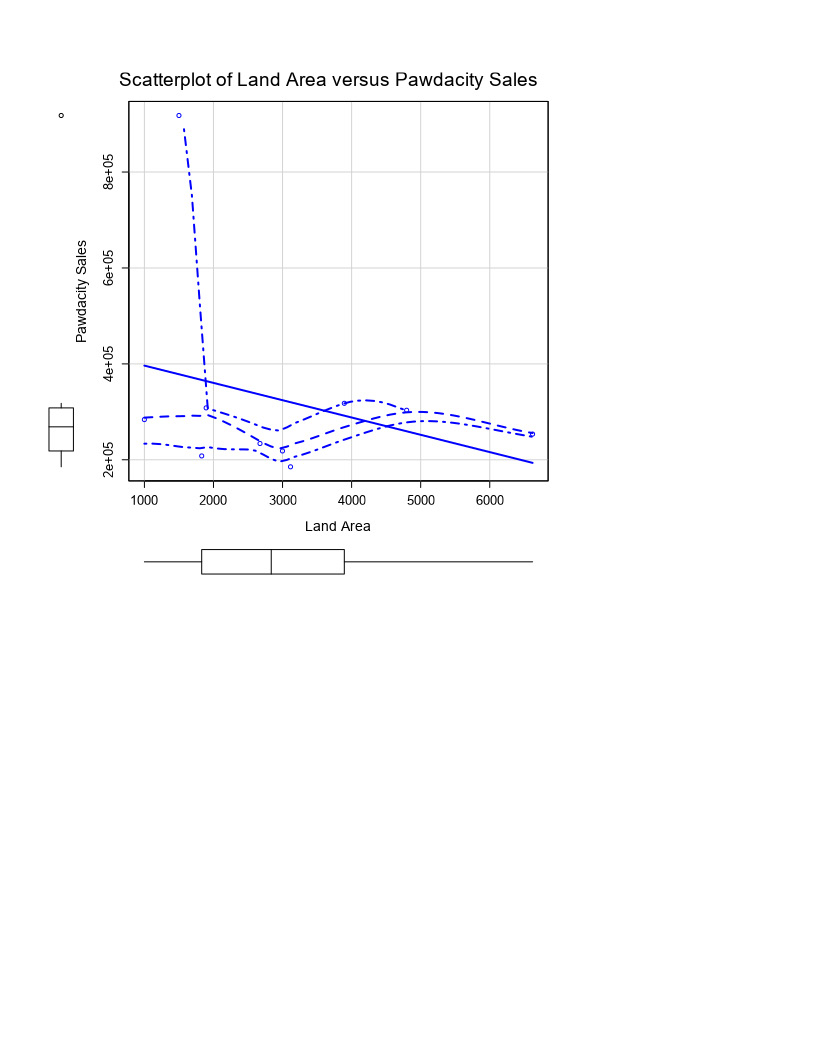 Scatterplot of Land Area versus Pawdacity Sales
Pawdacity Sales
8e+05
6e+05
4e+05
2e+05
1000 2000 3000 4000 5000 6000
Land Area